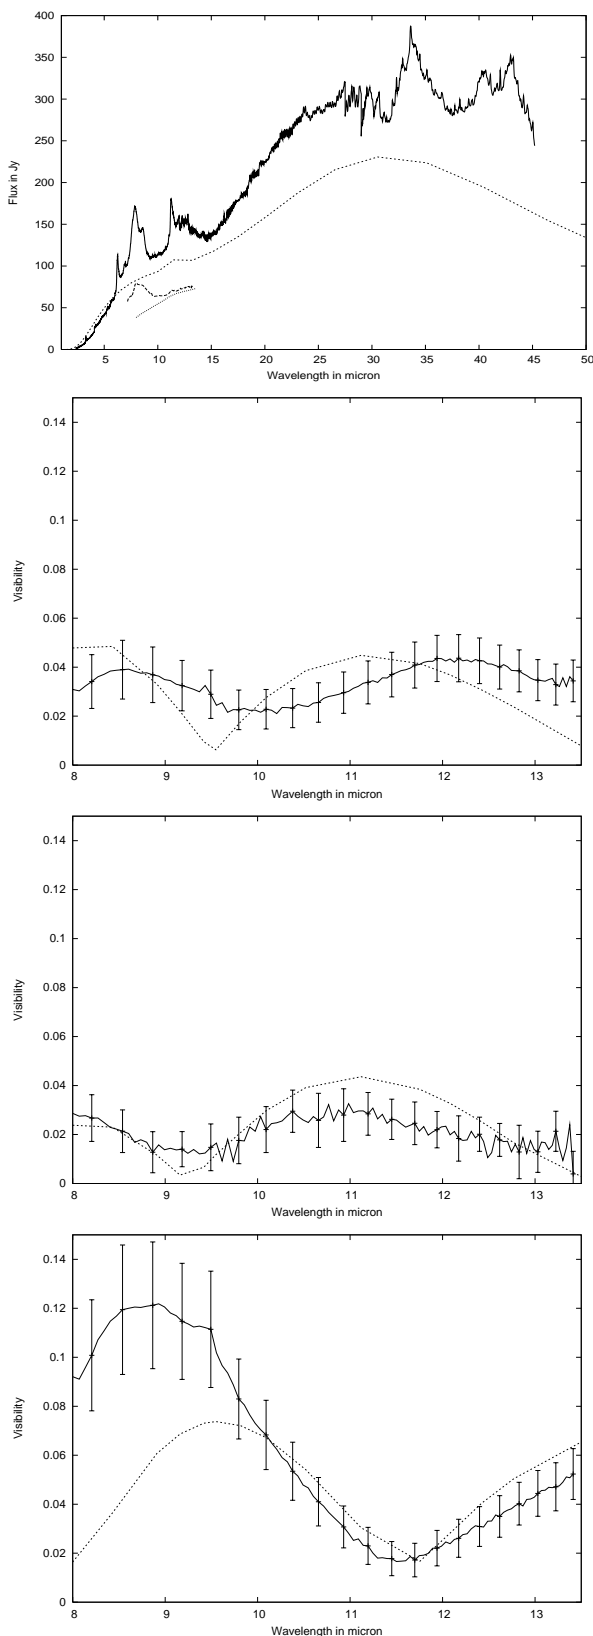 400
350
300
250
200
150
100
50
0
Flux in Jy
5 10 15 20 25 30 35 40 45 50
Wavelength in micron
0.14
0.12
0.1
0.08
0.06
0.04
0.02
0
Visibility
8 9 10 11 12 13
Wavelength in micron
0.14
0.12
0.1
0.08
0.06
0.04
0.02
0
Visibility
8 9 10 11 12 13
Wavelength in micron
0.14
0.12
0.1
0.08
0.06
0.04
0.02
0
Visibility
8 9 10 11 12 13
Wavelength in micron